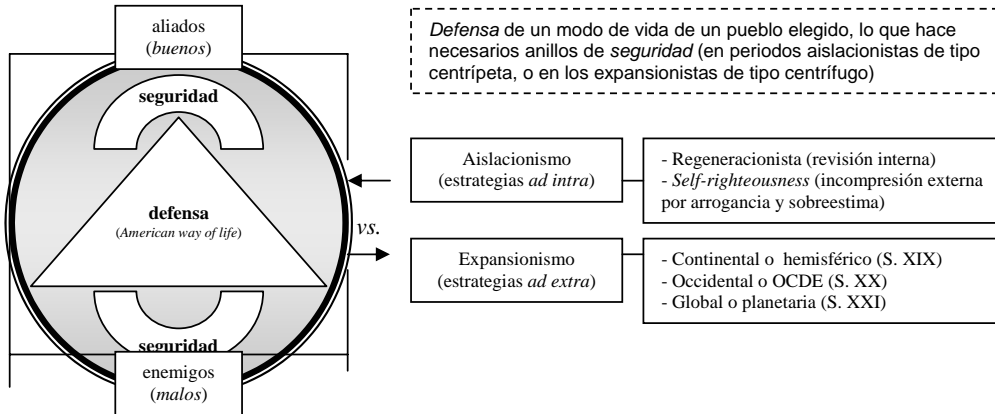 aliados
(buenos)
seguridad
defensa
(American way of life)
seguridad
enemigos
(malos)
vs.
Defensa de un modo de vida de un pueblo elegido, lo que hace
necesarios anillos de seguridad (en periodos aislacionistas de tipo
centrípeta, o en los expansionistas de tipo centrífugo)
Aislacionismo
(estrategias ad intra)
- Regeneracionista (revisión interna)
- Self-righteousness (incompresión externa
por arrogancia y sobreestima)
Expansionismo
(estrategias ad extra)
- Continental o hemisférico (S. XIX)
- Occidental o OCDE (S. XX)
- Global o planetaria (S. XXI)